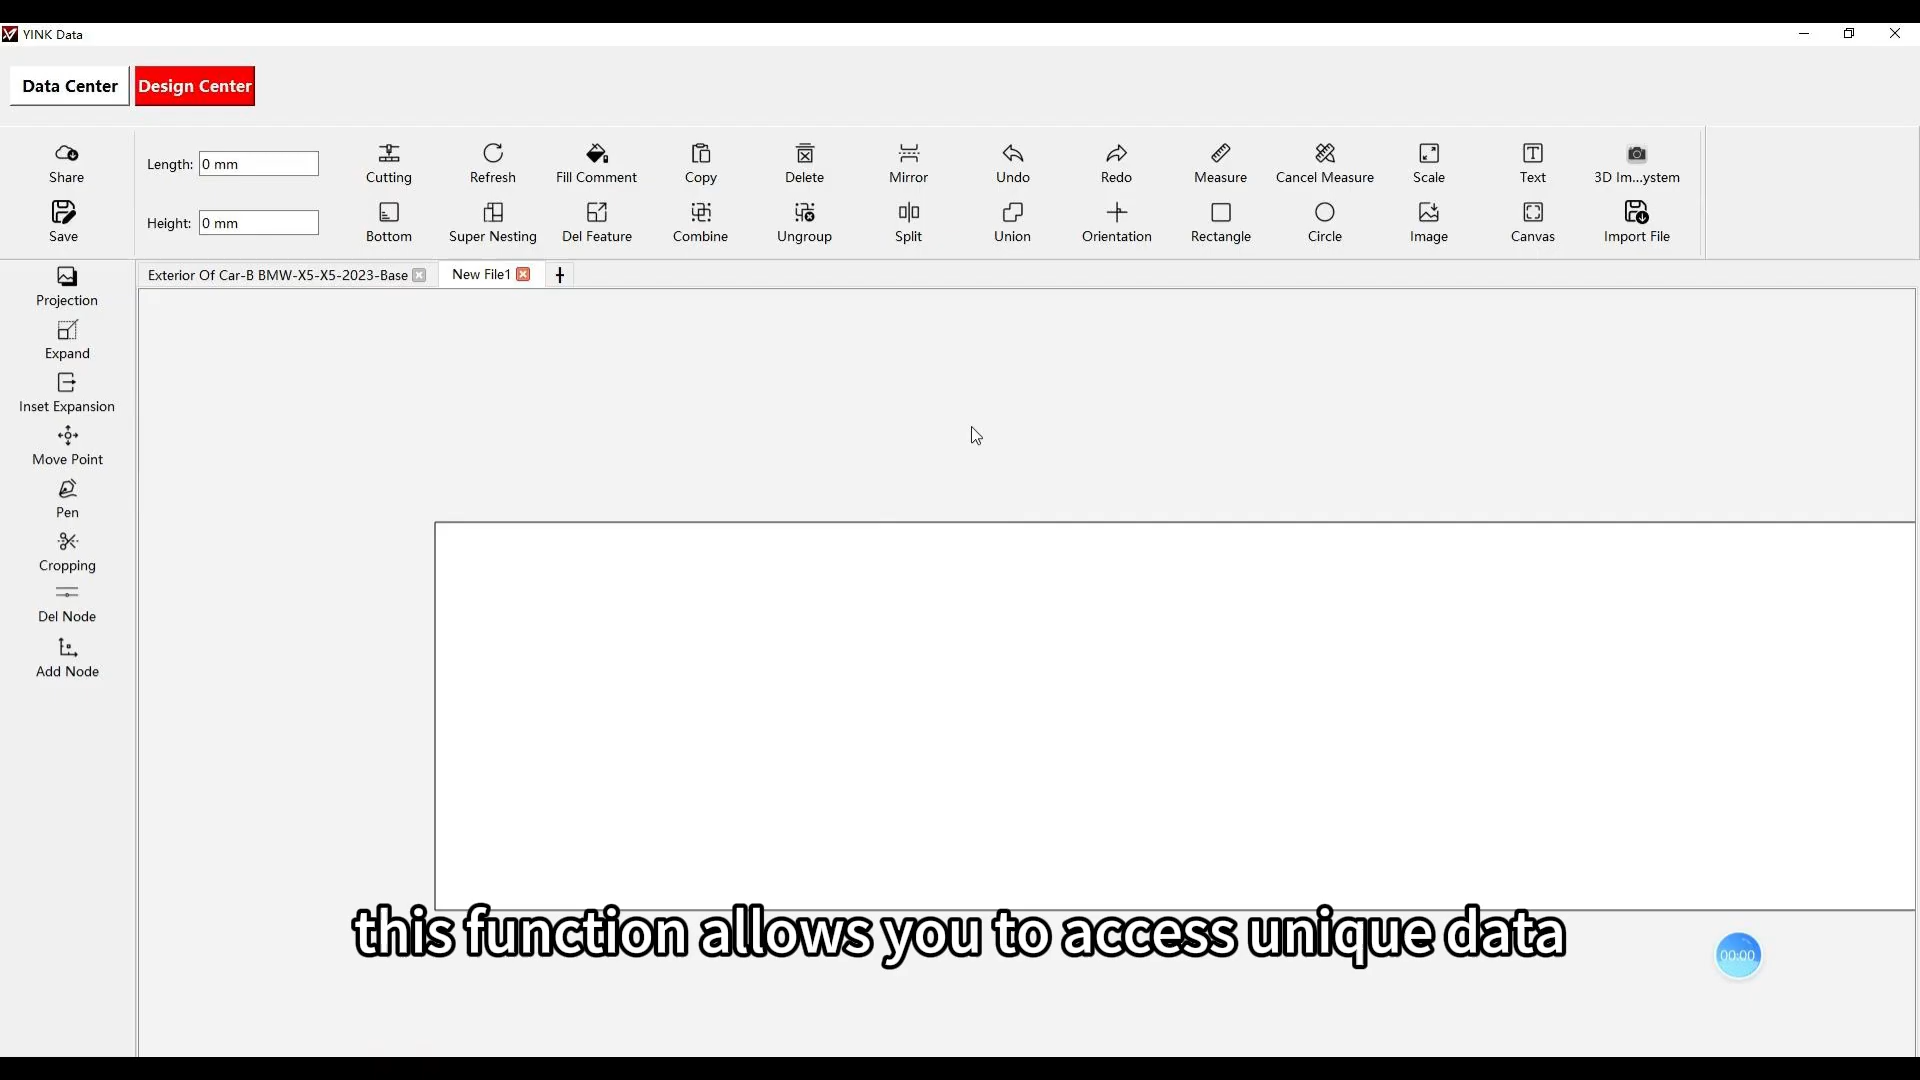 YINK Data
Data Center
Design Center
Share
Length: 0 mm
Cutting
Refresh
Fill Comment
Copy
Delete
Mirror
Undo
Redo
Measure
Cancel Measure
Scale
Text
3D Im...ystem
Save
Height: 0 mm
Bottom
Super Nesting
Del Feature
Combine
Ungroup
Split
Union
Orientation
Rectangle
Circle
Image
Canvas
Import File
Exterior Of Car-B BMW-X5-X5-2023-Base
New File1
Projection
Expand
Inset Expansion
Move Point
Pen
Cropping
Del Node
Add Node
this function allows you to access unique data
00:00